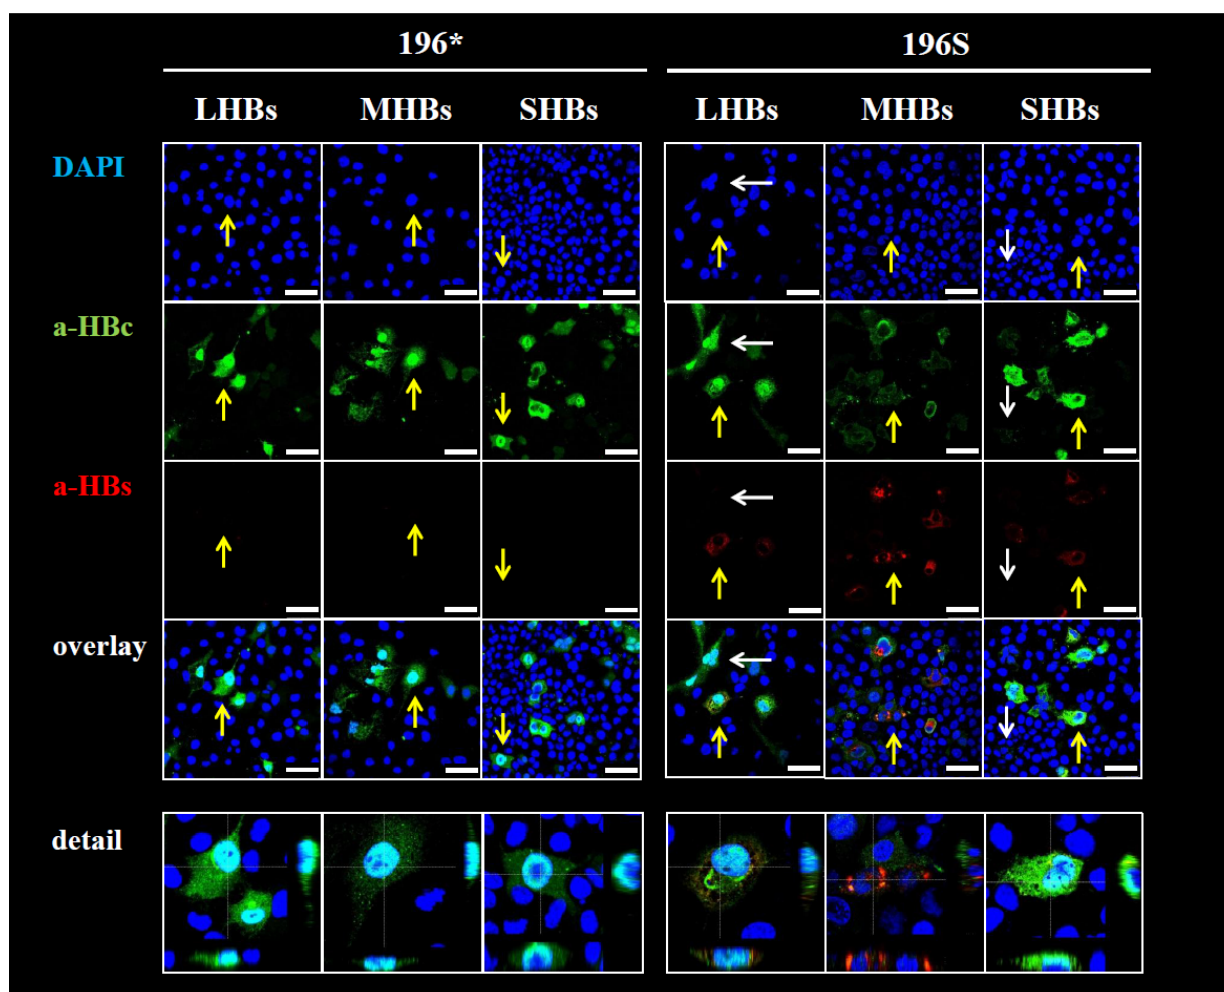 196* 196S
LHBs MHBs SHBs LHBs MHBs SHBs
DAPI
a-HBc
a-HBs
overlay
detail